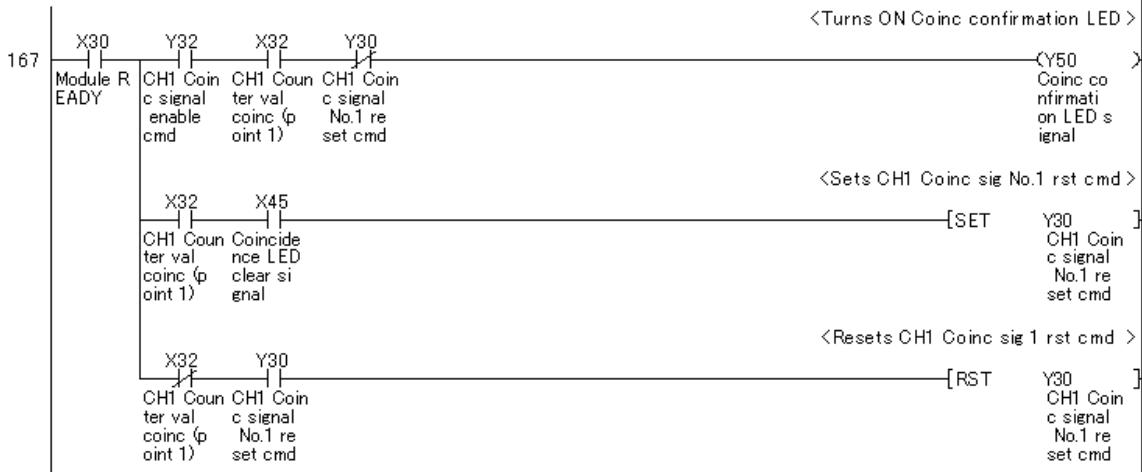 <Turns ON Coinc confirmation LED >
X30 Y32 X32 Y30
167 (Y50 )
Module R CH1 Coin CH1 Coun CH1 Coin Coinc co
EADY c signal ter val c signal nfirmati
enable coinc (p No.1 re on LED s
cmd oint 1) set cmd ignal
<Sets CH1 Coinc sig No.1 rst cmd >
X32 X45
[SET Y30 ]
CH1 Coun Coincide CH1 Coin
ter val nce LED c signal
coinc (p clear si No.1 re
oint 1) gnal set cmd
<Resets CH1 Coinc sig 1 rst cmd >
X32 Y30
[RST Y30 ]
CH1 Coun CH1 Coin CH1 Coin
ter val c signal c signal
coinc (p No.1 re No.1 re
oint 1) set cmd set cmd